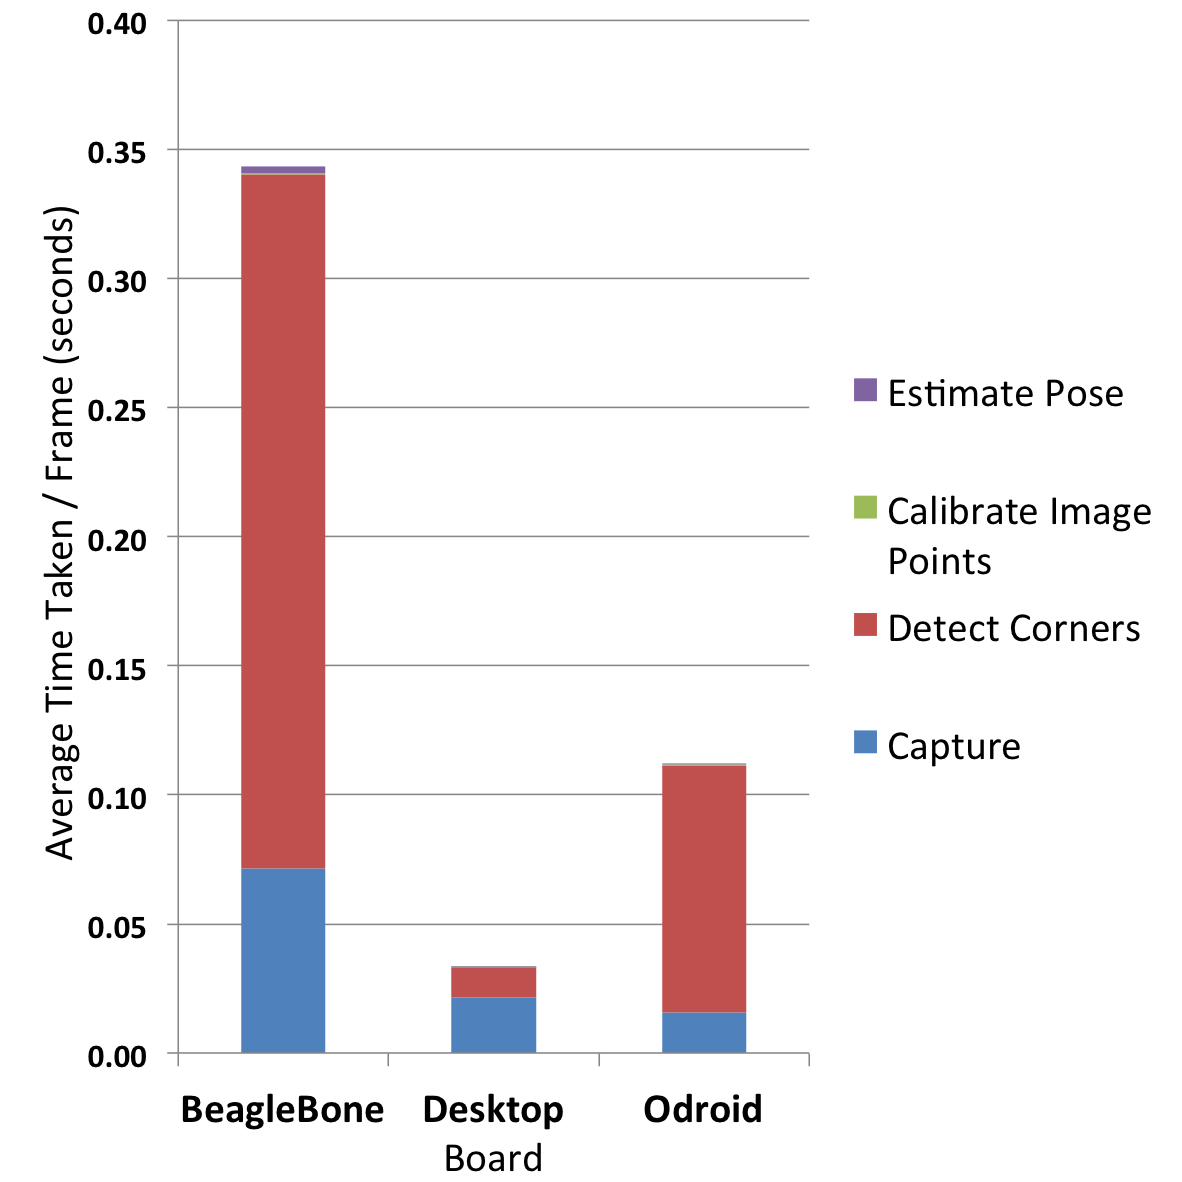 0.40
0.35
0.30
0.25
0.20
0.15
0.10
0.05
0.00
Average Time Taken / Frame (seconds)
BeagleBone Desktop Odroid
Board
Estimate Pose
Calibrate Image
Points
Detect Corners
Capture